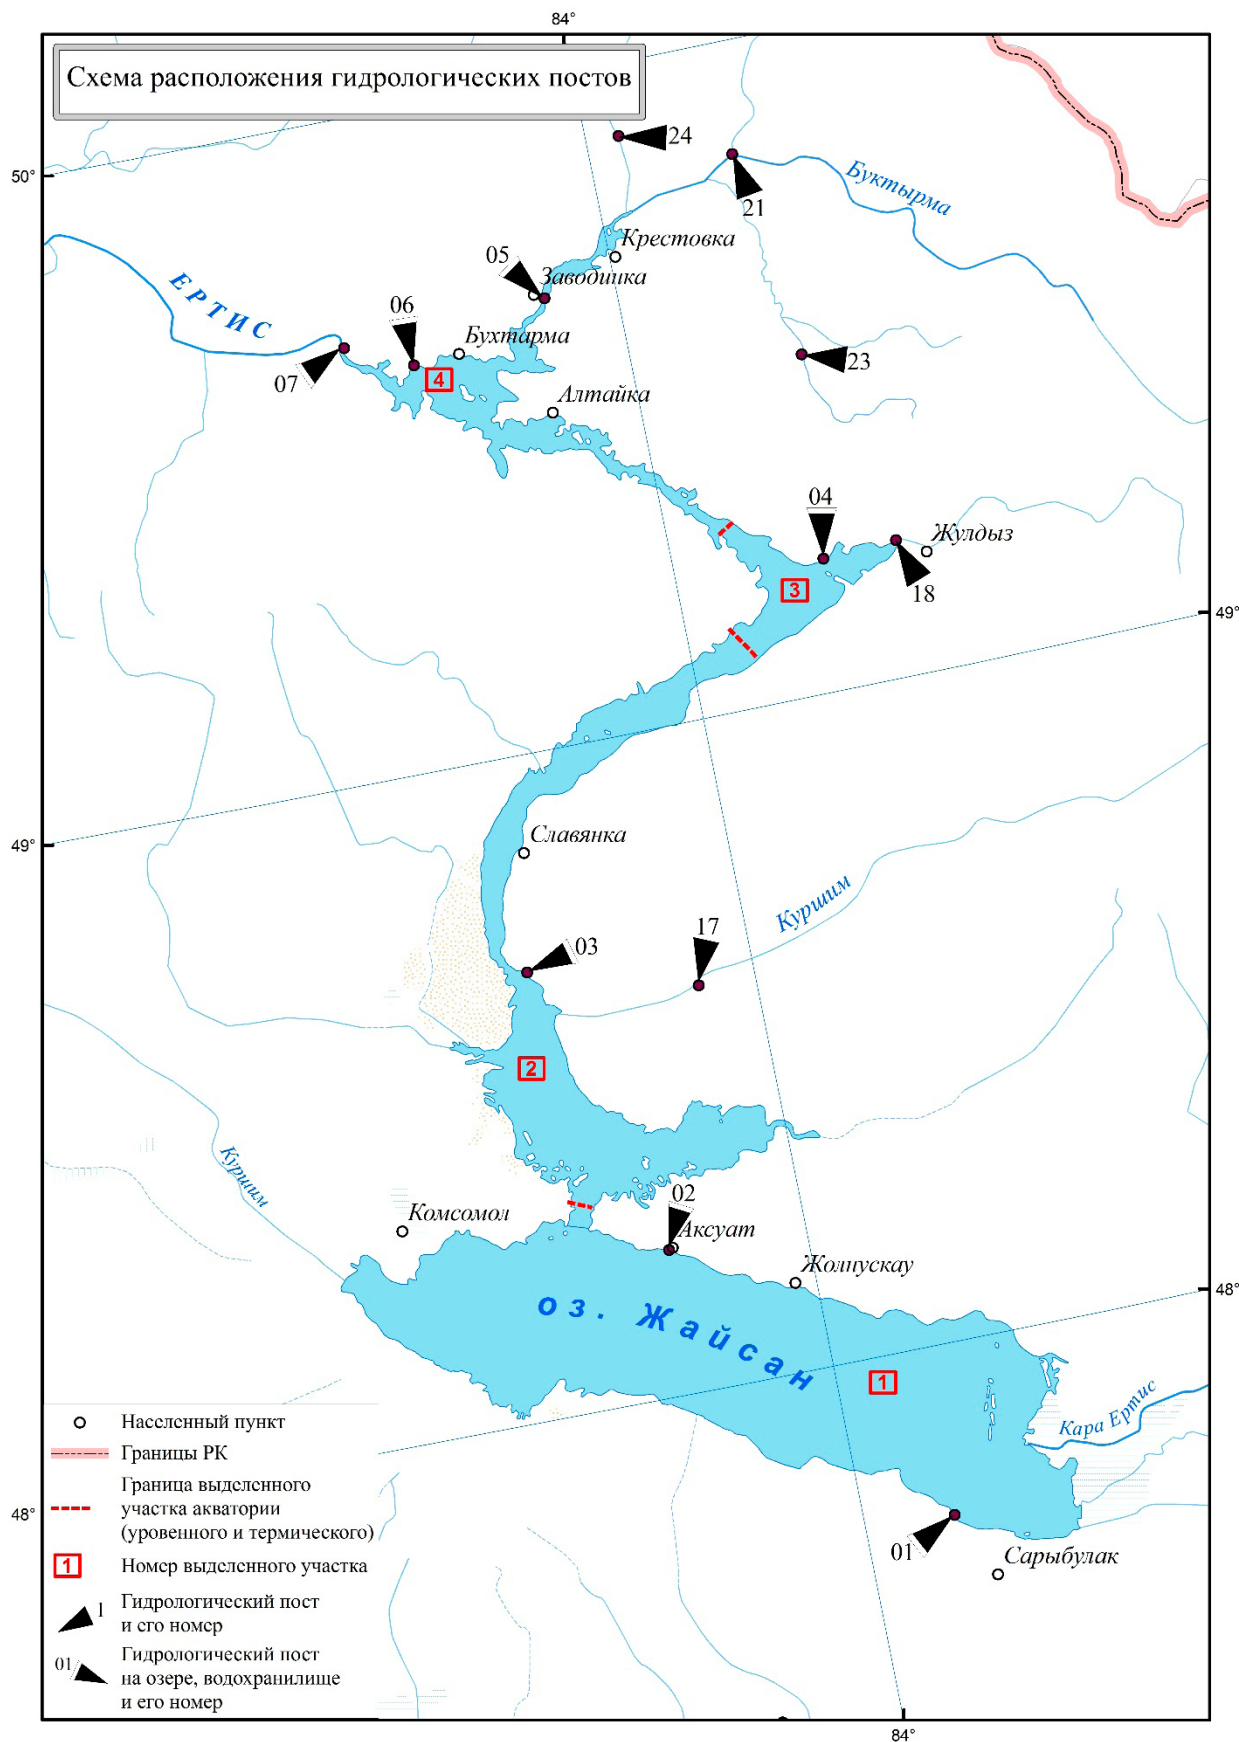 84°
Схема расположения гидрологических постов
24
50°
21
Буктырма
Крестовка
05
Заводинка
ЕРТИС
06
Бухтарма
07
4
23
Алтайка
04
Жулдыз
3
18
49°
49°
Славянка
Куршим
17
03
2
Куршим
02
Комсомол
Аксуат
Жолнускау
48°
оз. Жайсан
1
Кара Ертис
Населенный пункт
Границы РК
Граница выделенного
участка акватории
(уровенного и термического)
48°
01
Сарыбулак
1
Номер выделенного участка
1
Гидрологический пост
и его номер
01
Гидрологический пост
на озере, водохранилище
и его номер
84°